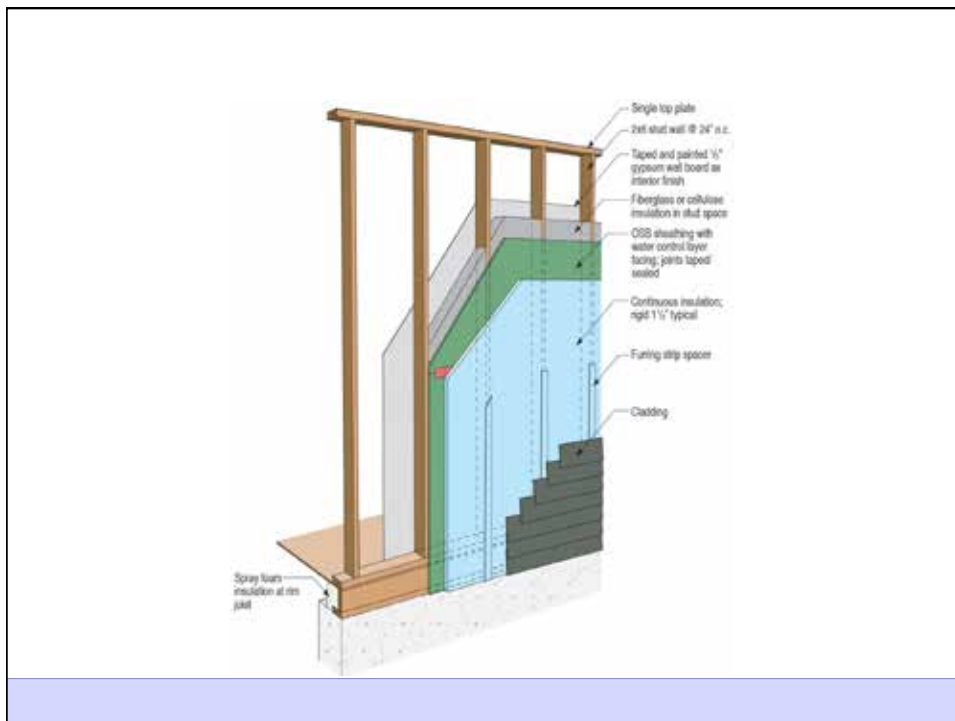 Single top plate
2x6 stud wall @ 24" o.c.
Taped and painted ½"
gypsum wall board as
interior finish
Fiberglass or cellulose
insulation in stud space
OSB sheathing with
water control layer
facing; joints taped
sealed
Continuous insulation;
rigid 1½" typical
Furring strip spacer
Cladding
Spray foam
insulation at rim
joist